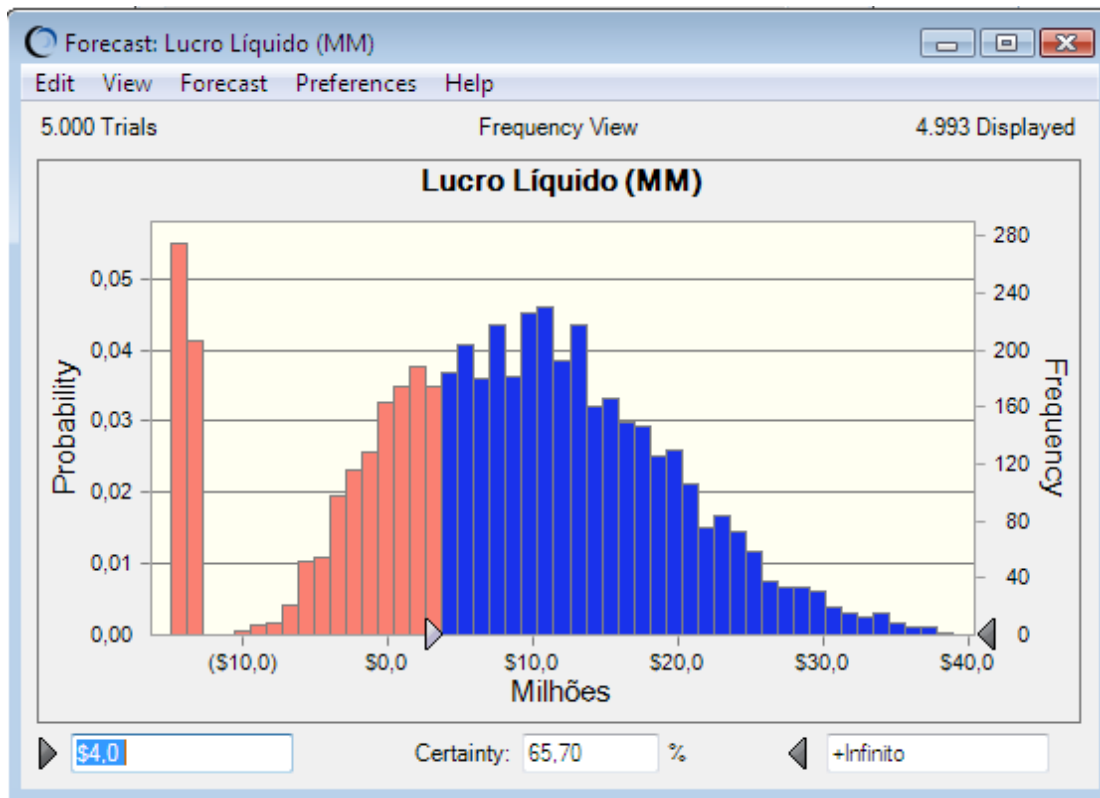 Forecast: Lucro Líquido (MM)
Edit View Forecast Preferences Help
5.000 Trials Frequency View 4.993 Displayed
Lucro Líquido (MM)
Probability
0,05
0,04
0,03
0,02
0,01
0,00
280
240
200
160
120
80
40
0
Frequency
($10,0) $0,0 $10,0 $20,0 $30,0 $40,0
Milhões
$4,0 Certainty: 65,70 % +Infinito